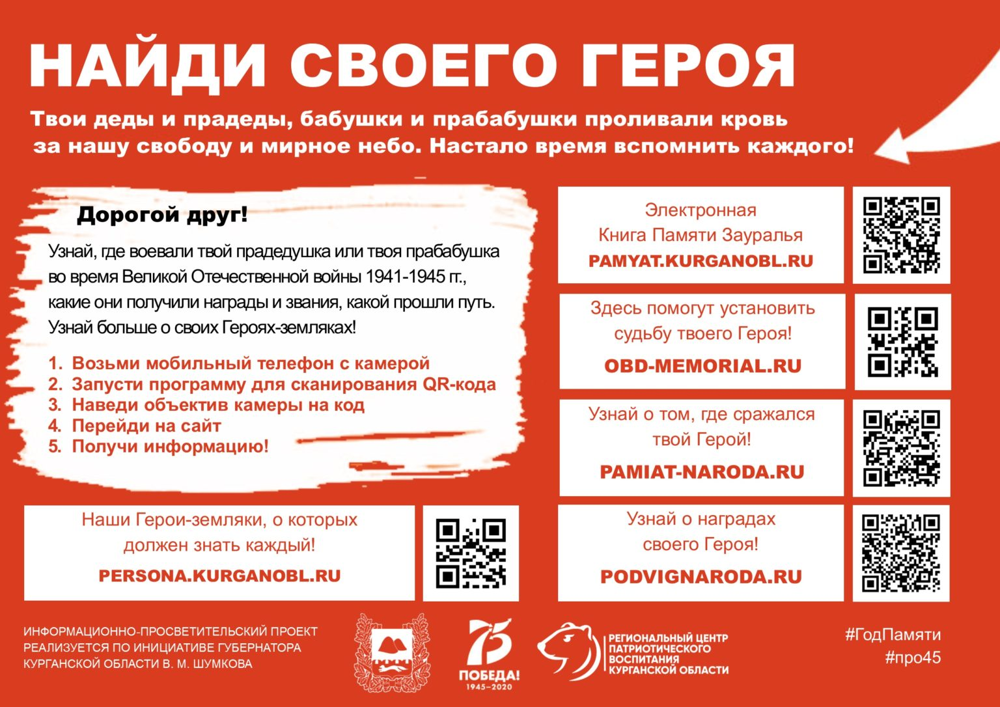 НАЙДИ СВОЕГО ГЕРОЯ
Твои деды и прадеды, бабушки и прабабушки проливали кровь
за нашу свободу и мирное небо. Настало время вспомнить каждого!
Дорогой друг!
Узнай, где воевали твой прадедушка или твоя прабабушка
во время Великой Отечественной войны 1941-1945 гг.,
какие они получили награды и звания, какой прошли путь.
Узнай больше о своих Героях-земляках!
1. Возьми мобильный телефон с камерой
2. Запусти программу для сканирования QR-кода
3. Наведи объектив камеры на код
4. Перейди на сайт
5. Получи информацию!
Наши Герои-земляки, о которых
должен знать каждый!
PERSONA.KURGANOBL.RU
Электронная
Книга Памяти Зауралья
PAMYAT.KURGANOBL.RU
Здесь помогут установить
судьбу твоего Героя!
OBD-MEMORIAL.RU
Узнай о том, где сражался
твой Герой!
PAMIAT-NARODA.RU
Узнай о наградах
своего Героя!
PODVIGNARODA.RU
ИНФОРМАЦИОННО-ПРОСВЕТИТЕЛЬСКИЙ ПРОЕКТ
РЕАЛИЗУЕТСЯ ПО ИНИЦИАТИВЕ ГУБЕРНАТОРА
КУРГАНСКОЙ ОБЛАСТИ В. М. ШУМКОВА
75
ПОБЕДА!
1945–2020
РЕГИОНАЛЬНЫЙ ЦЕНТР
ПАТРИОТИЧЕСКОГО
ВОСПИТАНИЯ
КУРГАНСКОЙ ОБЛАСТИ
#ГодПамяти
#про45